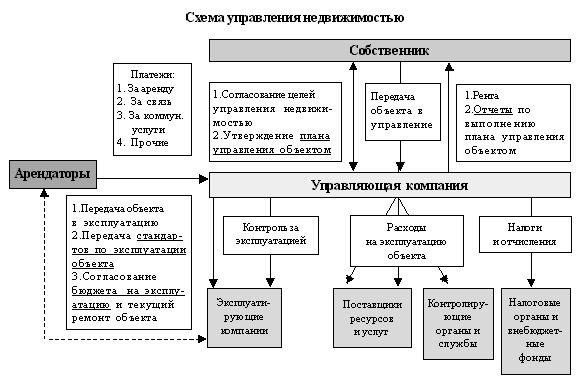 Схема управления недвижимостью
Собственник
Платежи:
1. За аренду
2. За связь
3. За коммун.
услуги
4. Прочие
1.Согласование целей
управления недвижи-
мостью
2.Утверждение плана
управления объектом
Передача
объекта в
управление
1.Рента
2.Отчеты по
выполнению
плана управления
объектом
Арендаторы
Управляющая компания
1.Передача объекта
в эксплуатацию
2.Передача стандар-
тов по эксплуатации
объекта
3.Согласование
бюджета на эксплу-
атацию и текущий
ремонт объекта
Контроль за
эксплуатацией
Расходы
на эксплуатацию
объекта
Налоги
и отчисления
Эксплуати-
рующие
компании
Поставщики
ресурсов
и услуг
Контролирую-
щие
органы и
службы
Налоговые
органы и
внебюджет-
ные
фонды